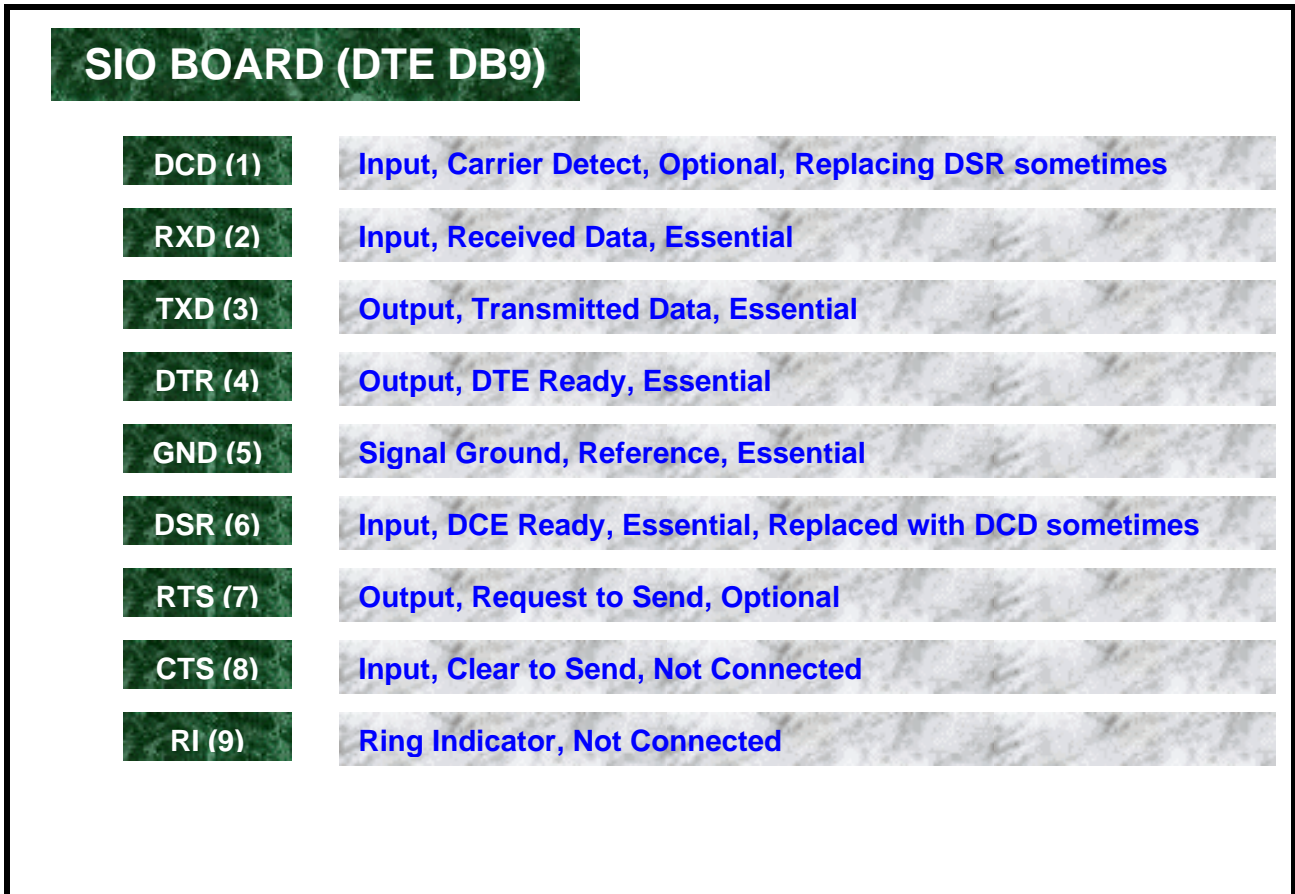 SIO BOARD (DTE DB9)
DCD (1) Input, Carrier Detect, Optional, Replacing DSR sometimes
RXD (2) Input, Received Data, Essential
TXD (3) Output, Transmitted Data, Essential
DTR (4) Output, DTE Ready, Essential
GND (5) Signal Ground, Reference, Essential
DSR (6) Input, DCE Ready, Essential, Replaced with DCD sometimes
RTS (7) Output, Request to Send, Optional
CTS (8) Input, Clear to Send, Not Connected
RI (9) Ring Indicator, Not Connected